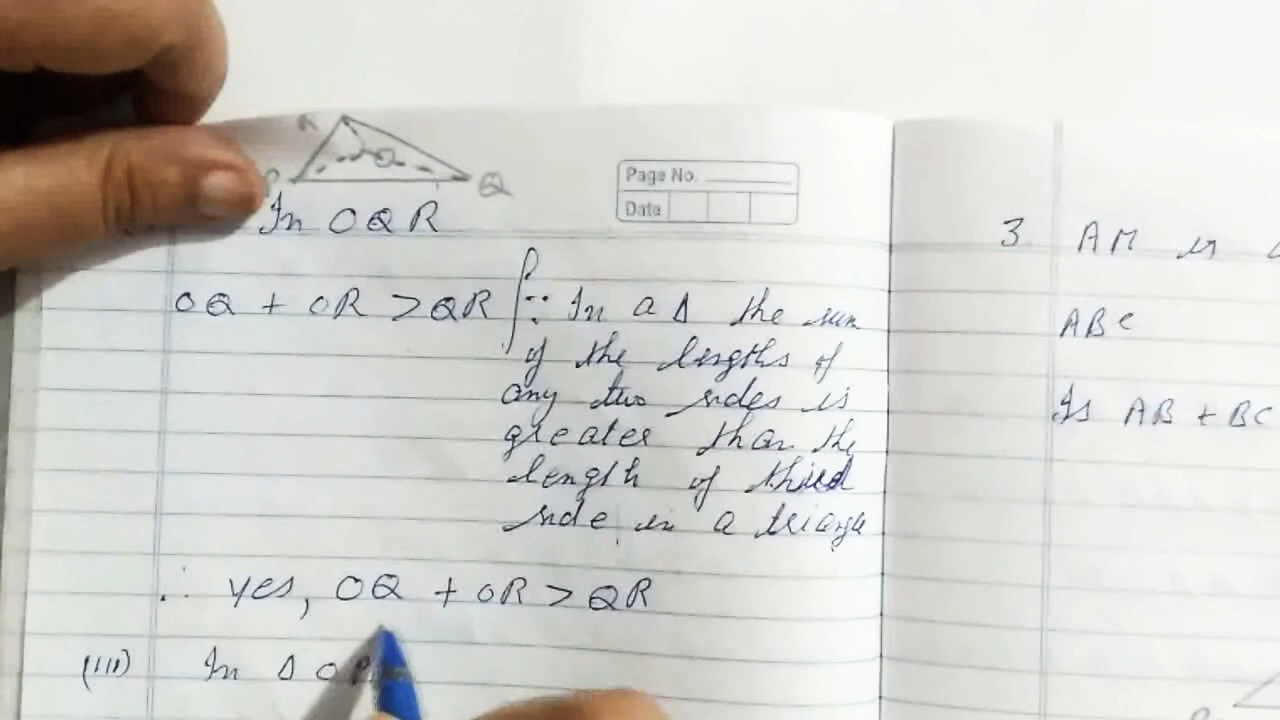 R
O
P
Q
Page No.
Date
In OQR
OQ + OR > QR ∵ In a Δ the sum
of the lengths of
any two sides is
greater than the
length of third
side in a triangle
∴ yes, OQ + OR > QR
(iii) In Δ OP
3. AM is
ABC
Is AB + BC